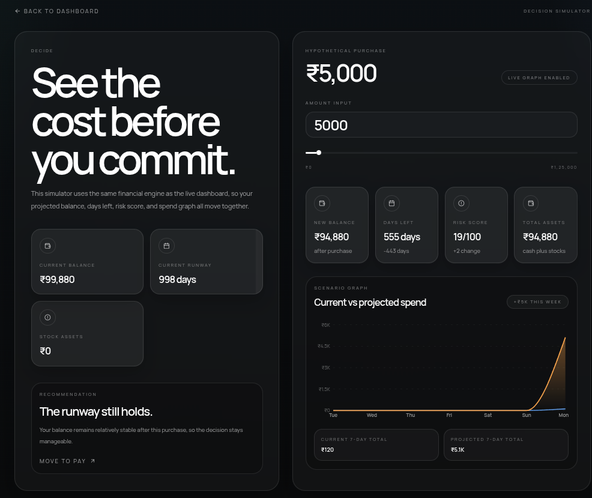 ← BACK TO DASHBOARD
DECISION SIMULATOR
DECIDE
See the
cost before
you commit.
This simulator uses the same financial engine as the live dashboard, so your
projected balance, days left, risk score, and spend graph all move together.
CURRENT BALANCE
₹99,880
CURRENT RUNWAY
998 days
STOCK ASSETS
₹0
RECOMMENDATION
The runway still holds.
Your balance remains relatively stable after this purchase, so the decision stays
manageable.
MOVE TO PAY ↗
HYPOTHETICAL PURCHASE
₹5,000
LIVE GRAPH ENABLED
AMOUNT INPUT
5000
₹0
₹1,25,000
NEW BALANCE
₹94,880
after purchase
DAYS LEFT
555 days
-443 days
RISK SCORE
19/100
+2 change
TOTAL ASSETS
₹94,880
cash plus stocks
SCENARIO GRAPH
Current vs projected spend
+₹5K THIS WEEK
₹6K
₹4.5K
₹3K
₹1.5K
₹0
Tue Wed Thu Fri Sat Sun Mon
CURRENT 7-DAY TOTAL
₹120
PROJECTED 7-DAY TOTAL
₹5.1K